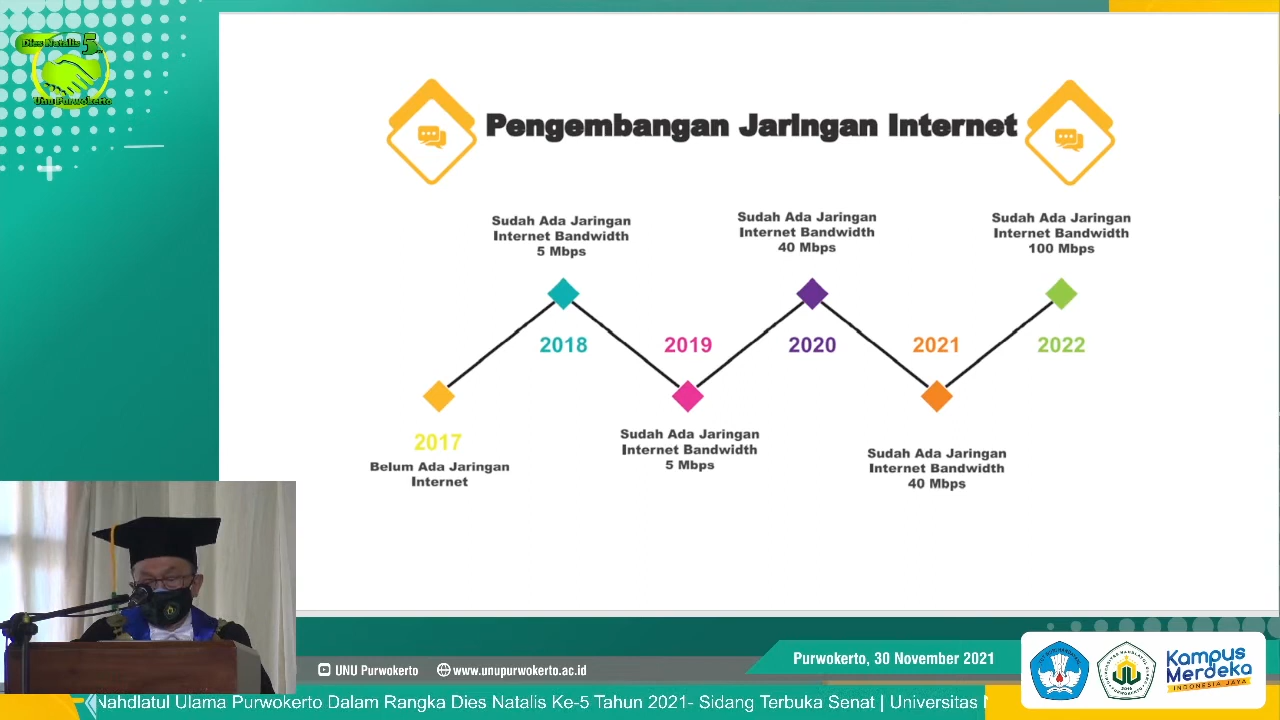 Dies Natalis 5
Unu Purwokerto
Pengembangan Jaringan Internet
Sudah Ada Jaringan
Internet Bandwidth
5 Mbps
Sudah Ada Jaringan
Internet Bandwidth
40 Mbps
Sudah Ada Jaringan
Internet Bandwidth
100 Mbps
2018
2019
2020
2021
2022
2017
Belum Ada Jaringan
Internet
Sudah Ada Jaringan
Internet Bandwidth
5 Mbps
Sudah Ada Jaringan
Internet Bandwidth
40 Mbps
UNU Purwokerto
www.unupurwokerto.ac.id
Purwokerto, 30 November 2021
Kampus
Merdeka
INDONESIA JAYA
Nahdlatul Ulama Purwokerto Dalam Rangka Dies Natalis Ke-5 Tahun 2021- Sidang Terbuka Senat | Universitas